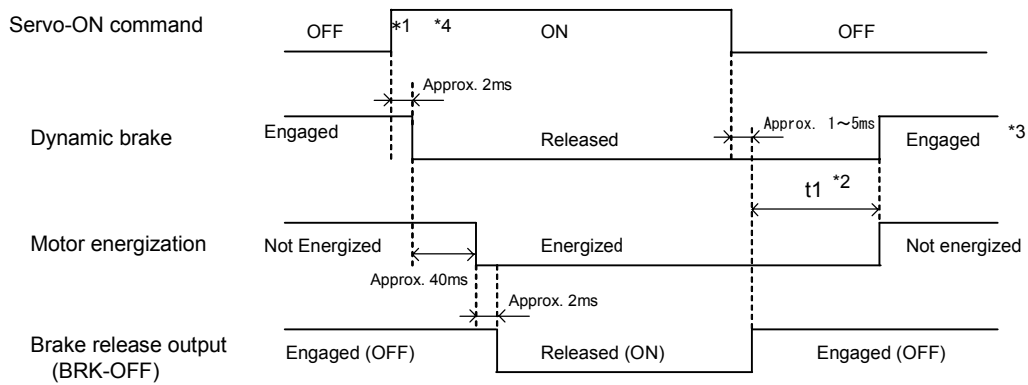 Servo-ON command
OFF
*1 *4
ON
OFF
Approx. 2ms
Dynamic brake
Engaged
Released
Approx. 1～5ms
Engaged
*3
t1 *2
Motor energization
Not Energized
Energized
Not energized
Approx. 40ms
Approx. 2ms
Brake release output
(BRK-OFF)
Engaged (OFF)
Released (ON)
Engaged (OFF)